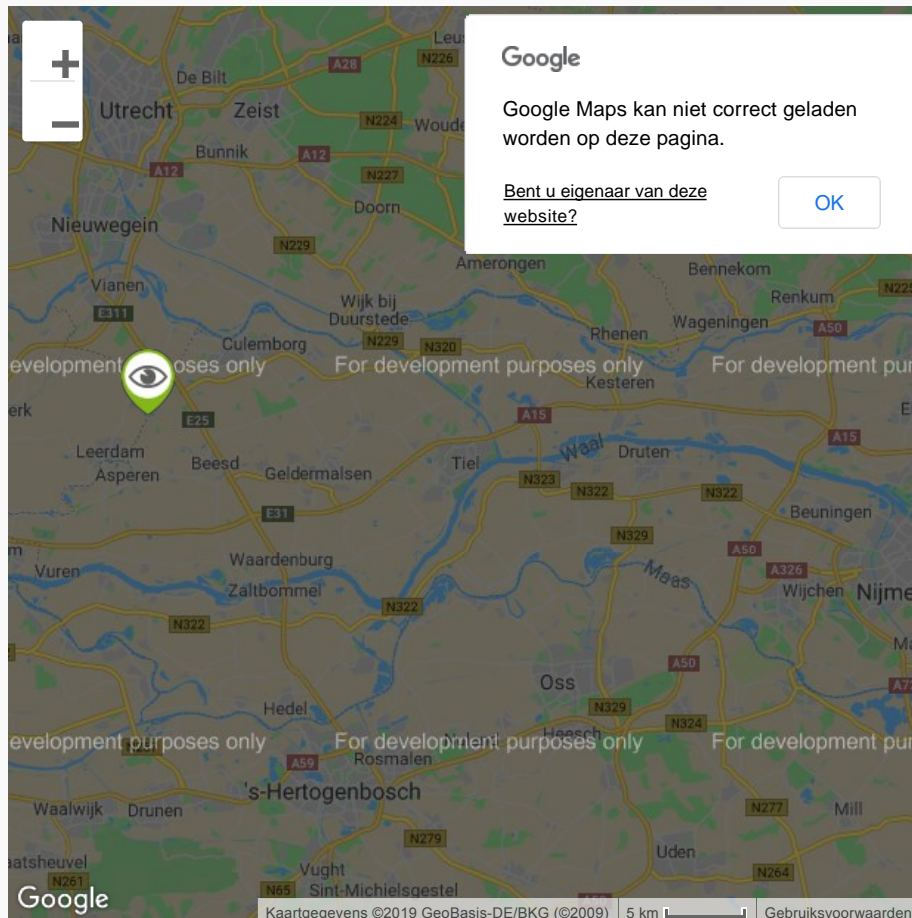 Leu
A28
N226
De Bilt
Utrecht
Zeist
N224
Woude
Bunnik
A12
A12
N227
Doorn
Nieuwegein
N229
Google
Google Maps kan niet correct geladen
worden op deze pagina.
Bent u eigenaar van deze
website?
OK
Amerongen
Bennekom
Vianen
Renkum
N225
E311
Wijk bij
Duurstede
Wageningen
A50
Rhenen
Culemborg
N229
N320
evelopment
oses only
For development purposes only
For development pur
Kesteren
erk
E25
A15
E
A15
Leerdam
Asperen
Beesd
Geldermalsen
Tiel
Waal
Druten
N323
N322
N322
Beuningen
E31
N329
m
Vuren
Waardenburg
Zaltbommel
A50
Maas
A326
Wijchen
Nijme
N322
N322
Ma
A50
Oss
A7
Hedel
N329
N324
evelopment purposes only
For development purposes only
For development pur
Heesch
A59
Rosmalen
's-Hertogenbosch
Waalwijk
Drunen
N277
Mill
N279
aatsheuvel
Uden
Vught
N264
N261
N65
Sint-Michielsgestel
Google
Kaartgegevens ©2019 GeoBasis-DE/BKG (©2009)
5 km
Gebruiksvoorwaarden